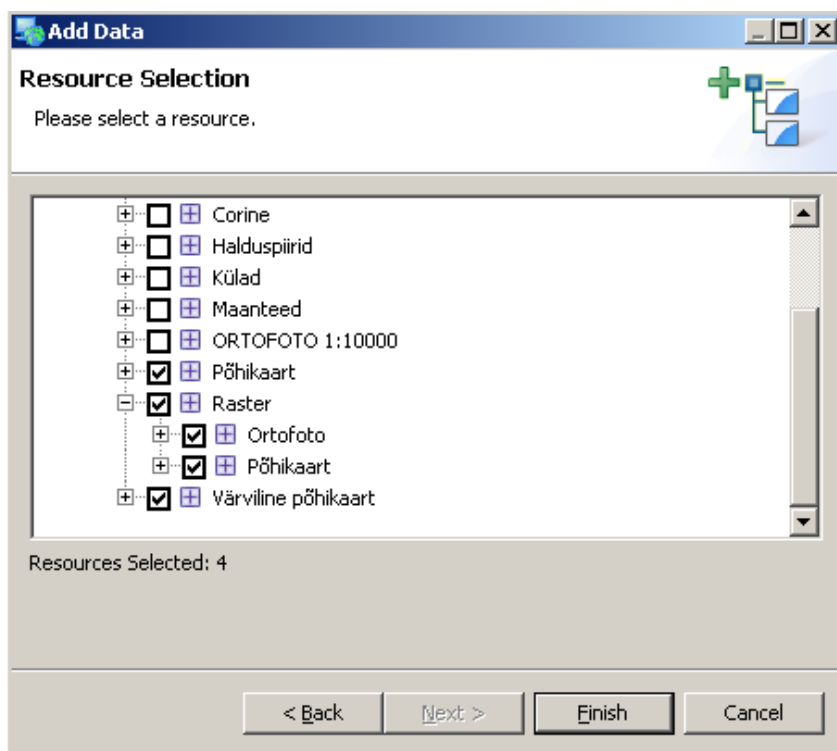 Add Data
Resource Selection
Please select a resource.
Corine
Halduspiirid
Külad
Maanteed
ORTOFOTO 1:10000
Põhikaart
Raster
Ortofoto
Põhikaart
Värviline põhikaart
Resources Selected: 4
< Back Next > Finish Cancel